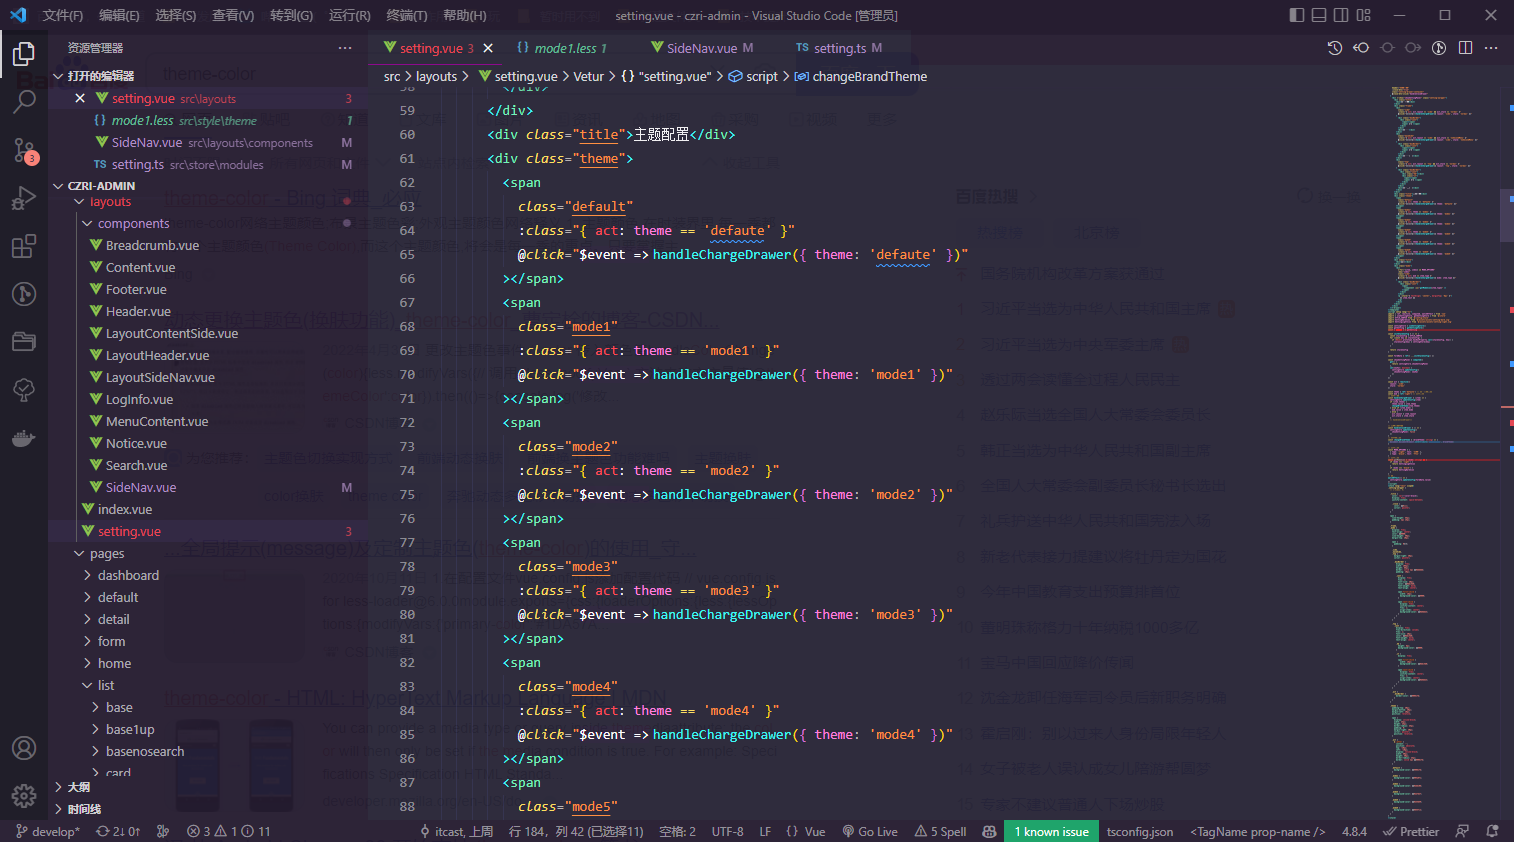 文件(F) 编辑(E) 选择(S) 查看(V) 转到(G) 运行(R) 终端(T) 帮助(H) setting.vue - czri-admin - Visual Studio Code [管理员]
资源管理器 ···
打开的编辑器
setting.vue src\layouts 3
mode1.less src\style\theme 1
SideNav.vue src\layouts\components M
TS setting.ts src\store\modules M
CZRI-ADMIN
layouts
components
Breadcrumb.vue
Content.vue
Footer.vue
Header.vue
LayoutContentSide.vue
LayoutHeader.vue
LayoutSideNav.vue
LogInfo.vue
MenuContent.vue
Notice.vue
Search.vue
SideNav.vue M
index.vue
setting.vue 3
pages
dashboard
default
detail
form
home
list
base
base1up
basenosearch
card
大纲
时间线
3
setting.vue 3 mode1.less 1 SideNav.vue M TS setting.ts M
src > layouts > setting.vue > Vetur > {} "setting.vue" > script > changeBrandTheme
58 </div>
59 </div>
60 <div class="title">主题配置</div>
61 <div class="theme">
62 <span
63 class="default"
64 :class="{ act: theme == 'defaute' }"
65 @click="$event => handleChargeDrawer({ theme: 'defaute' })"
66 ></span>
67 <span
68 class="mode1"
69 :class="{ act: theme == 'mode1' }"
70 @click="$event => handleChargeDrawer({ theme: 'mode1' })"
71 ></span>
72 <span
73 class="mode2"
74 :class="{ act: theme == 'mode2' }"
75 @click="$event => handleChargeDrawer({ theme: 'mode2' })"
76 ></span>
77 <span
78 class="mode3"
79 :class="{ act: theme == 'mode3' }"
80 @click="$event => handleChargeDrawer({ theme: 'mode3' })"
81 ></span>
82 <span
83 class="mode4"
84 :class="{ act: theme == 'mode4' }"
85 @click="$event => handleChargeDrawer({ theme: 'mode4' })"
86 ></span>
87 <span
88 class="mode5"
develop* 2↓ 0↑ 3 1 11 itcast, 上周 行 184，列 42 (已选择11) 空格: 2 UTF-8 LF {} Vue Go Live 5 Spell 1 known issue tsconfig.json <TagName prop-name /> 4.8.4 Prettier